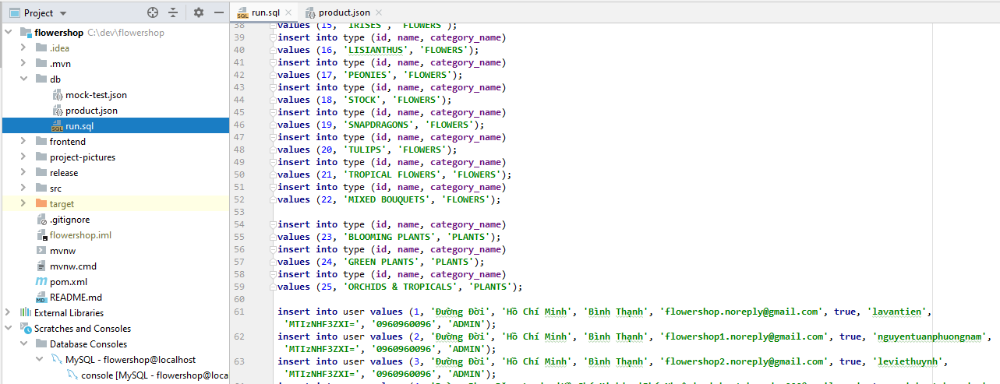 Project
run.sql
product.json
flowershop C:\dev\flowershop
.idea
.mvn
db
mock-test.json
product.json
run.sql
frontend
project-pictures
release
src
target
.gitignore
flowershop.iml
mvnw
mvnw.cmd
pom.xml
README.md
External Libraries
Scratches and Consoles
Database Consoles
MySQL - flowershop@localhost
console [MySQL - flowershop@loca
38 values (15, 'IRISES', 'FLOWERS');
39 insert into type (id, name, category_name)
40 values (16, 'LISIANTHUS', 'FLOWERS');
41 insert into type (id, name, category_name)
42 values (17, 'PEONIES', 'FLOWERS');
43 insert into type (id, name, category_name)
44 values (18, 'STOCK', 'FLOWERS');
45 insert into type (id, name, category_name)
46 values (19, 'SNAPDRAGONS', 'FLOWERS');
47 insert into type (id, name, category_name)
48 values (20, 'TULIPS', 'FLOWERS');
49 insert into type (id, name, category_name)
50 values (21, 'TROPICAL FLOWERS', 'FLOWERS');
51 insert into type (id, name, category_name)
52 values (22, 'MIXED BOUQUETS', 'FLOWERS');
53
54 insert into type (id, name, category_name)
55 values (23, 'BLOOMING PLANTS', 'PLANTS');
56 insert into type (id, name, category_name)
57 values (24, 'GREEN PLANTS', 'PLANTS');
58 insert into type (id, name, category_name)
59 values (25, 'ORCHIDS & TROPICALS', 'PLANTS');
60
61 insert into user values (1, 'Đường Đời', 'Hồ Chí Minh', 'Bình Thạnh', 'flowershop.noreply@gmail.com', true, 'lavantien',
'MTIzNHF3ZXI=', '0960960096', 'ADMIN');
62 insert into user values (2, 'Đường Đời', 'Hồ Chí Minh', 'Bình Thạnh', 'flowershop1.noreply@gmail.com', true, 'nguyentuanphuongnam',
'MTIzNHF3ZXI=', '0960960096', 'ADMIN');
63 insert into user values (3, 'Đường Đời', 'Hồ Chí Minh', 'Bình Thạnh', 'flowershop2.noreply@gmail.com', true, 'leviethuynh',
'MTIzNHF3ZXI=', '0960960096', 'ADMIN');